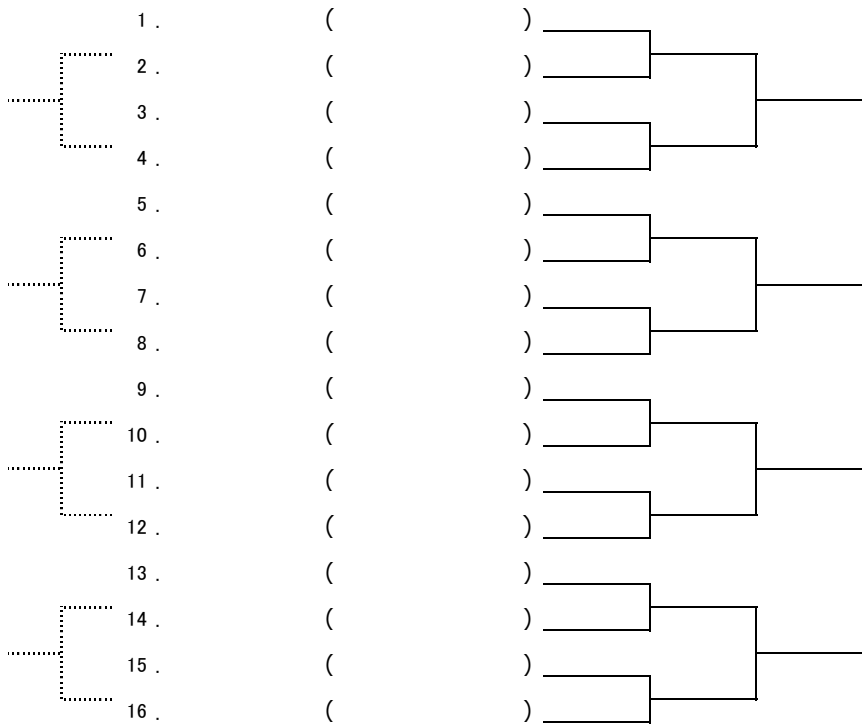 1. ( )
2. ( )
3. ( )
4. ( )
5. ( )
6. ( )
7. ( )
8. ( )
9. ( )
10. ( )
11. ( )
12. ( )
13. ( )
14. ( )
15. ( )
16. ( )